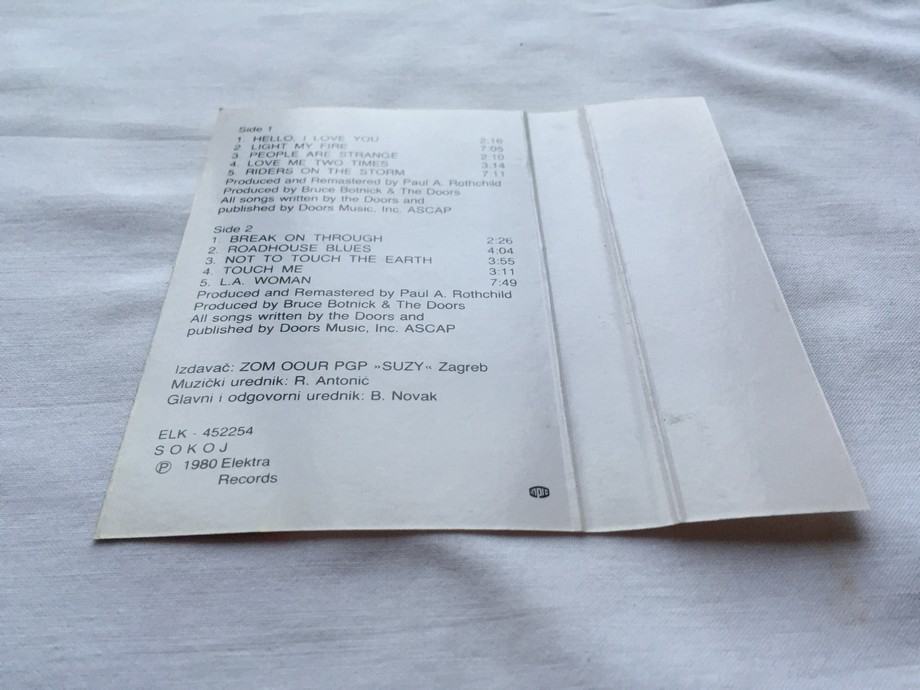 Side 1
1. HELLO, I LOVE YOU 2:16
2. LIGHT MY FIRE 7:05
3. PEOPLE ARE STRANGE 2:10
4. LOVE ME TWO TIMES 3.14
5. RIDERS ON THE STORM 7:11
Produced and Remastered by Paul A. Rothchild
Produced by Bruce Botnick & The Doors
All songs written by the Doors and
published by Doors Music, Inc. ASCAP
Side 2
1. BREAK ON THROUGH 2:26
2. ROADHOUSE BLUES 4:04
3. NOT TO TOUCH THE EARTH 3:55
4. TOUCH ME 3:11
5. L.A. WOMAN 7:49
Produced and Remastered by Paul A. Rothchild
Produced by Bruce Botnick & The Doors
All songs written by the Doors and
published by Doors Music, Inc. ASCAP
Izdavač: ZOM OOUR PGP »SUZY« Zagreb
Muzički urednik: R. Antonić
Glavni i odgovorni urednik: B. Novak
ELK - 452254
S O K O J
℗ 1980 Elektra
Records